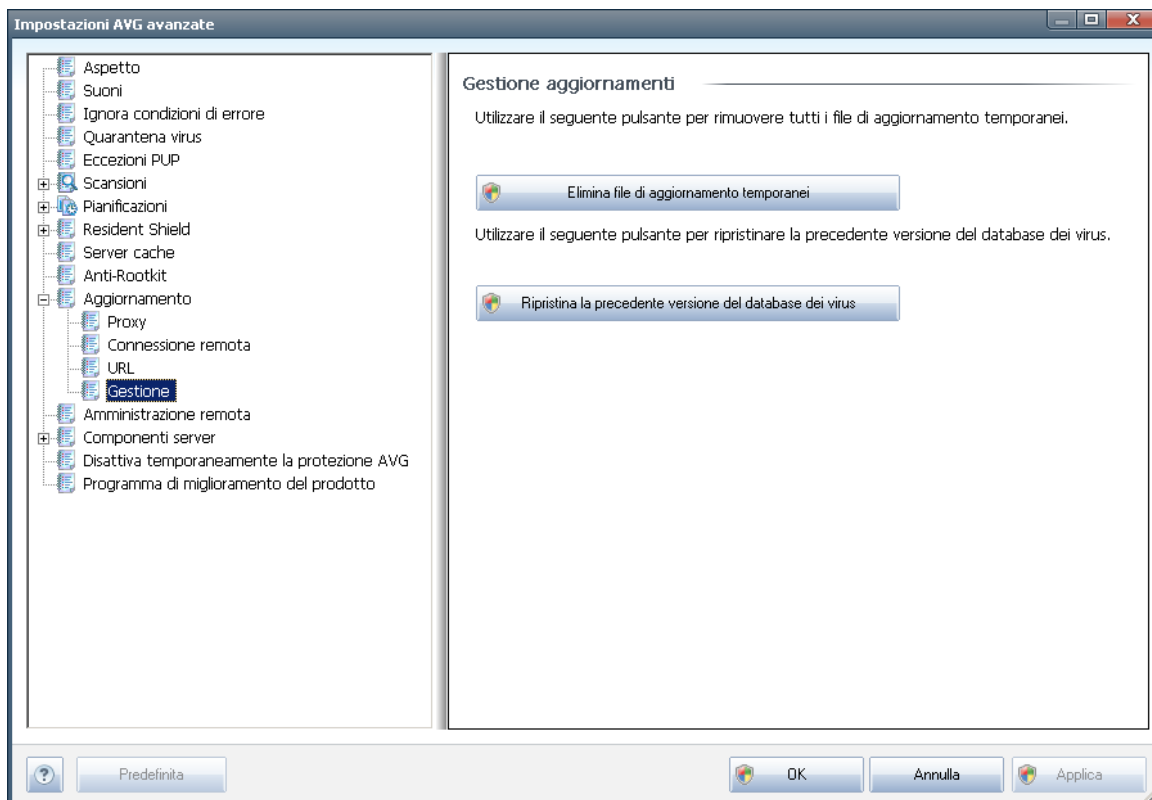 Impostazioni AVG avanzate
Aspetto
Suoni
Ignora condizioni di errore
Quarantena virus
Eccezioni PUP
Scansioni
Pianificazioni
Resident Shield
Server cache
Anti-Rootkit
Aggiornamento
Proxy
Connessione remota
URL
Gestione
Amministrazione remota
Componenti server
Disattiva temporaneamente la protezione AVG
Programma di miglioramento del prodotto
Gestione aggiornamenti
Utilizzare il seguente pulsante per rimuovere tutti i file di aggiornamento temporanei.
Elimina file di aggiornamento temporanei
Utilizzare il seguente pulsante per ripristinare la precedente versione del database dei virus.
Ripristina la precedente versione del database dei virus
?
Predefinita
OK
Annulla
Applica